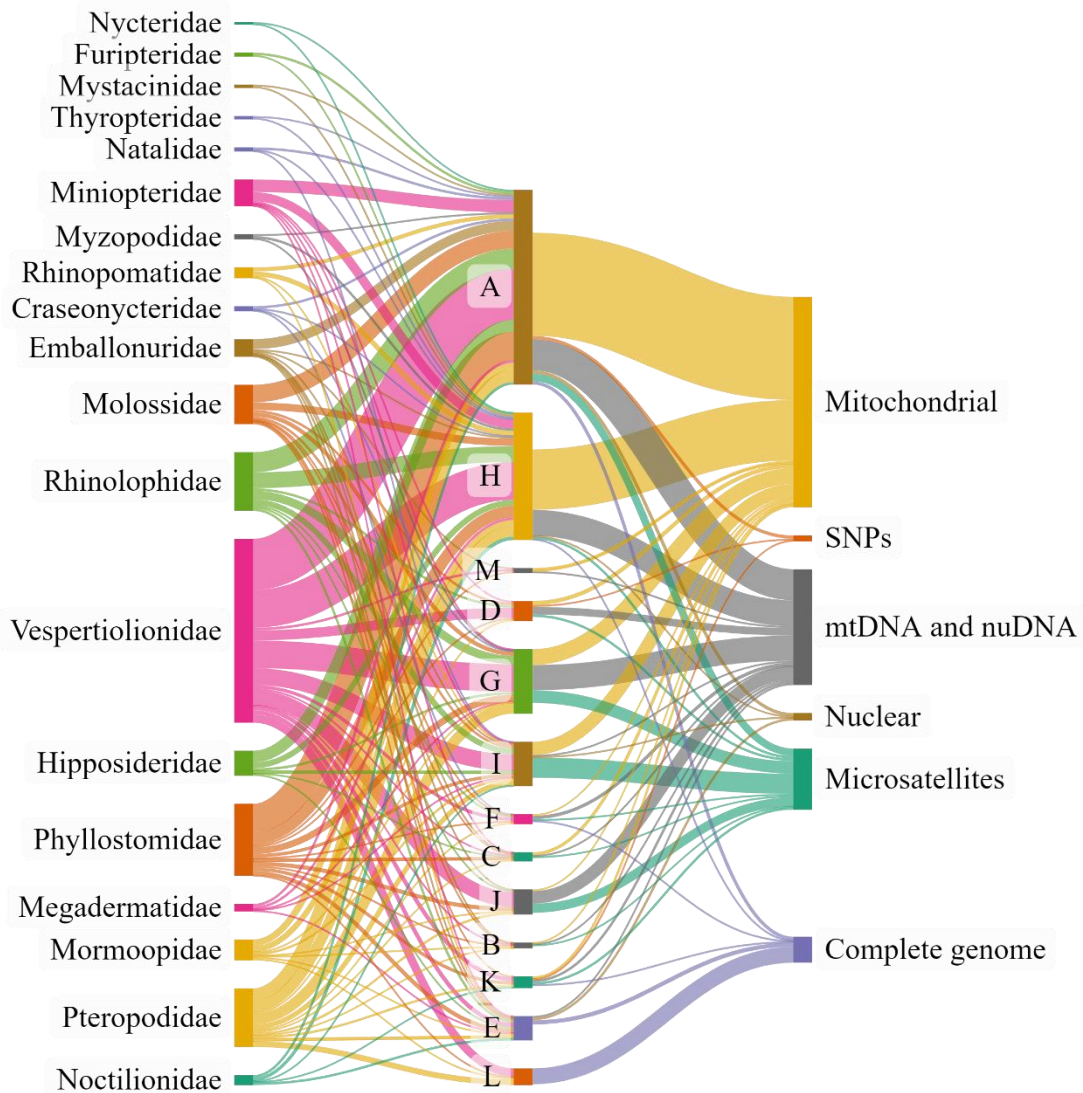 Nycteridae
Furipteridae
Mystacinidae
Thyropteridae
Natalidae
Miniopteridae
Myzopodidae
Rhinopomatidae
Craseonycteridae
Emballonuridae
Molossidae
Rhinolophidae
Vespertiolionidae
Hipposideridae
Phyllostomidae
Megadermatidae
Mormoopidae
Pteropodidae
Noctilionidae
A
H
M
D
G
I
F
C
J
B
K
E
L
Mitochondrial
SNPs
mtDNA and nuDNA
Nuclear
Microsatellites
Complete genome